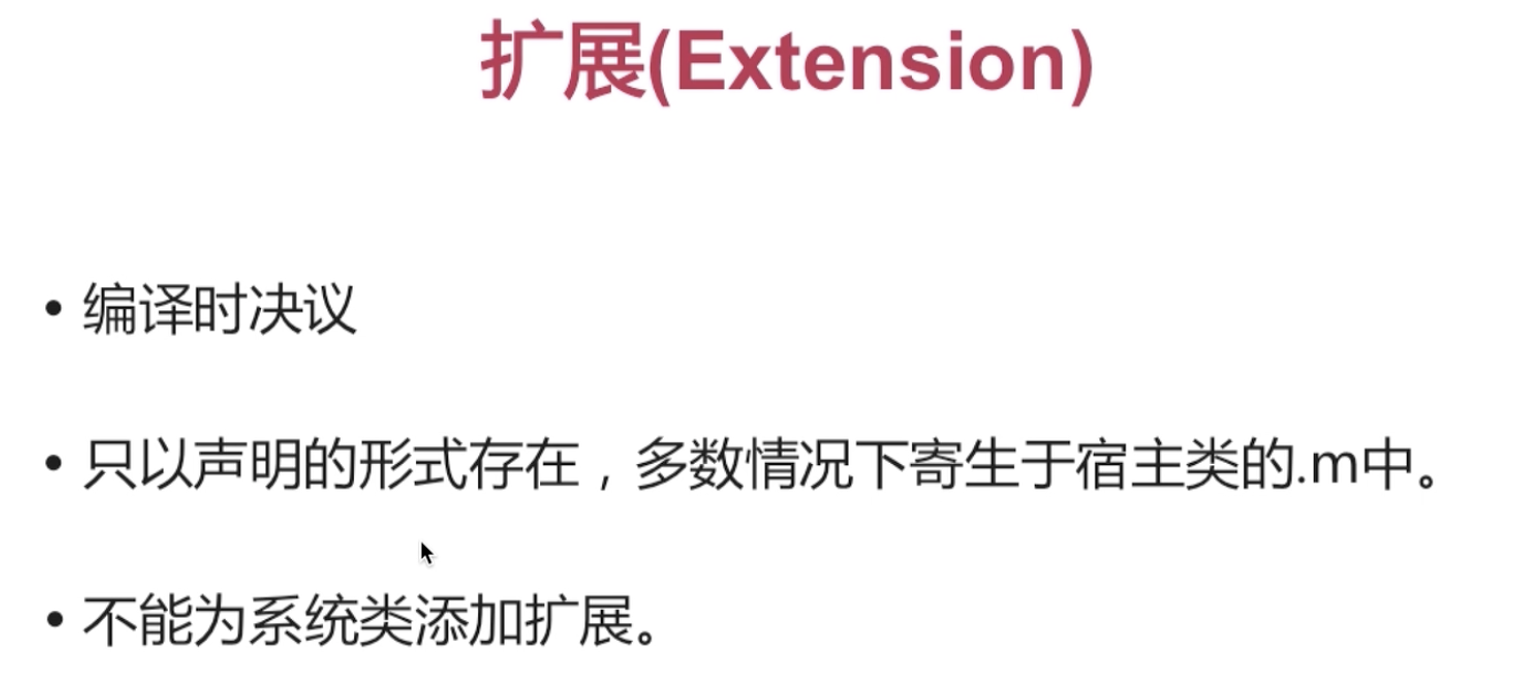 扩展(Extension)
• 编译时决议
• 只以声明的形式存在，多数情况下寄生于宿主类的.m中。
• 不能为系统类添加扩展。